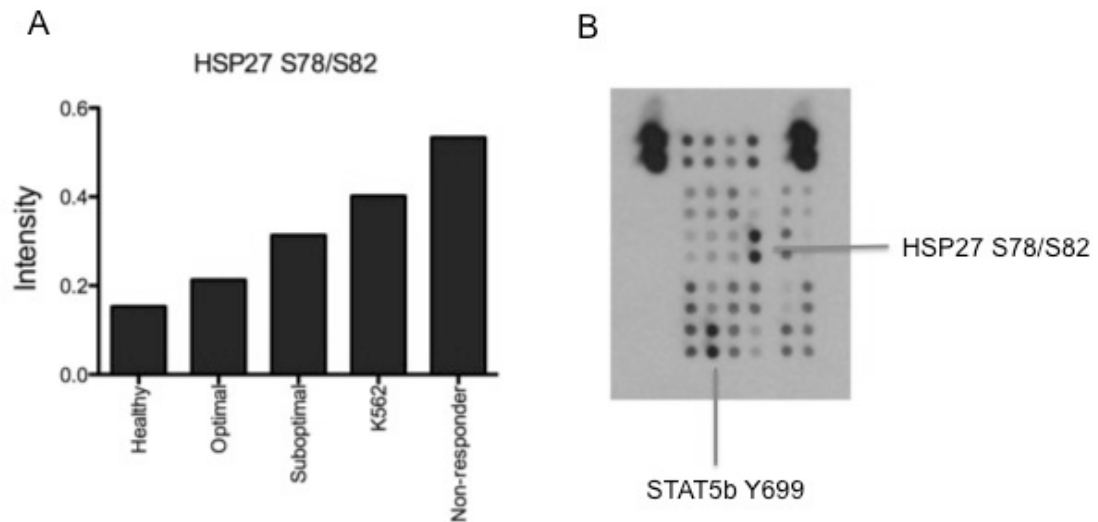 A
HSP27 S78/S82
0.6
0.4
0.2
0.0
Intensity
Healthy
Optimal
Suboptimal
K562
Non-responder
B
HSP27 S78/S82
STAT5b Y699